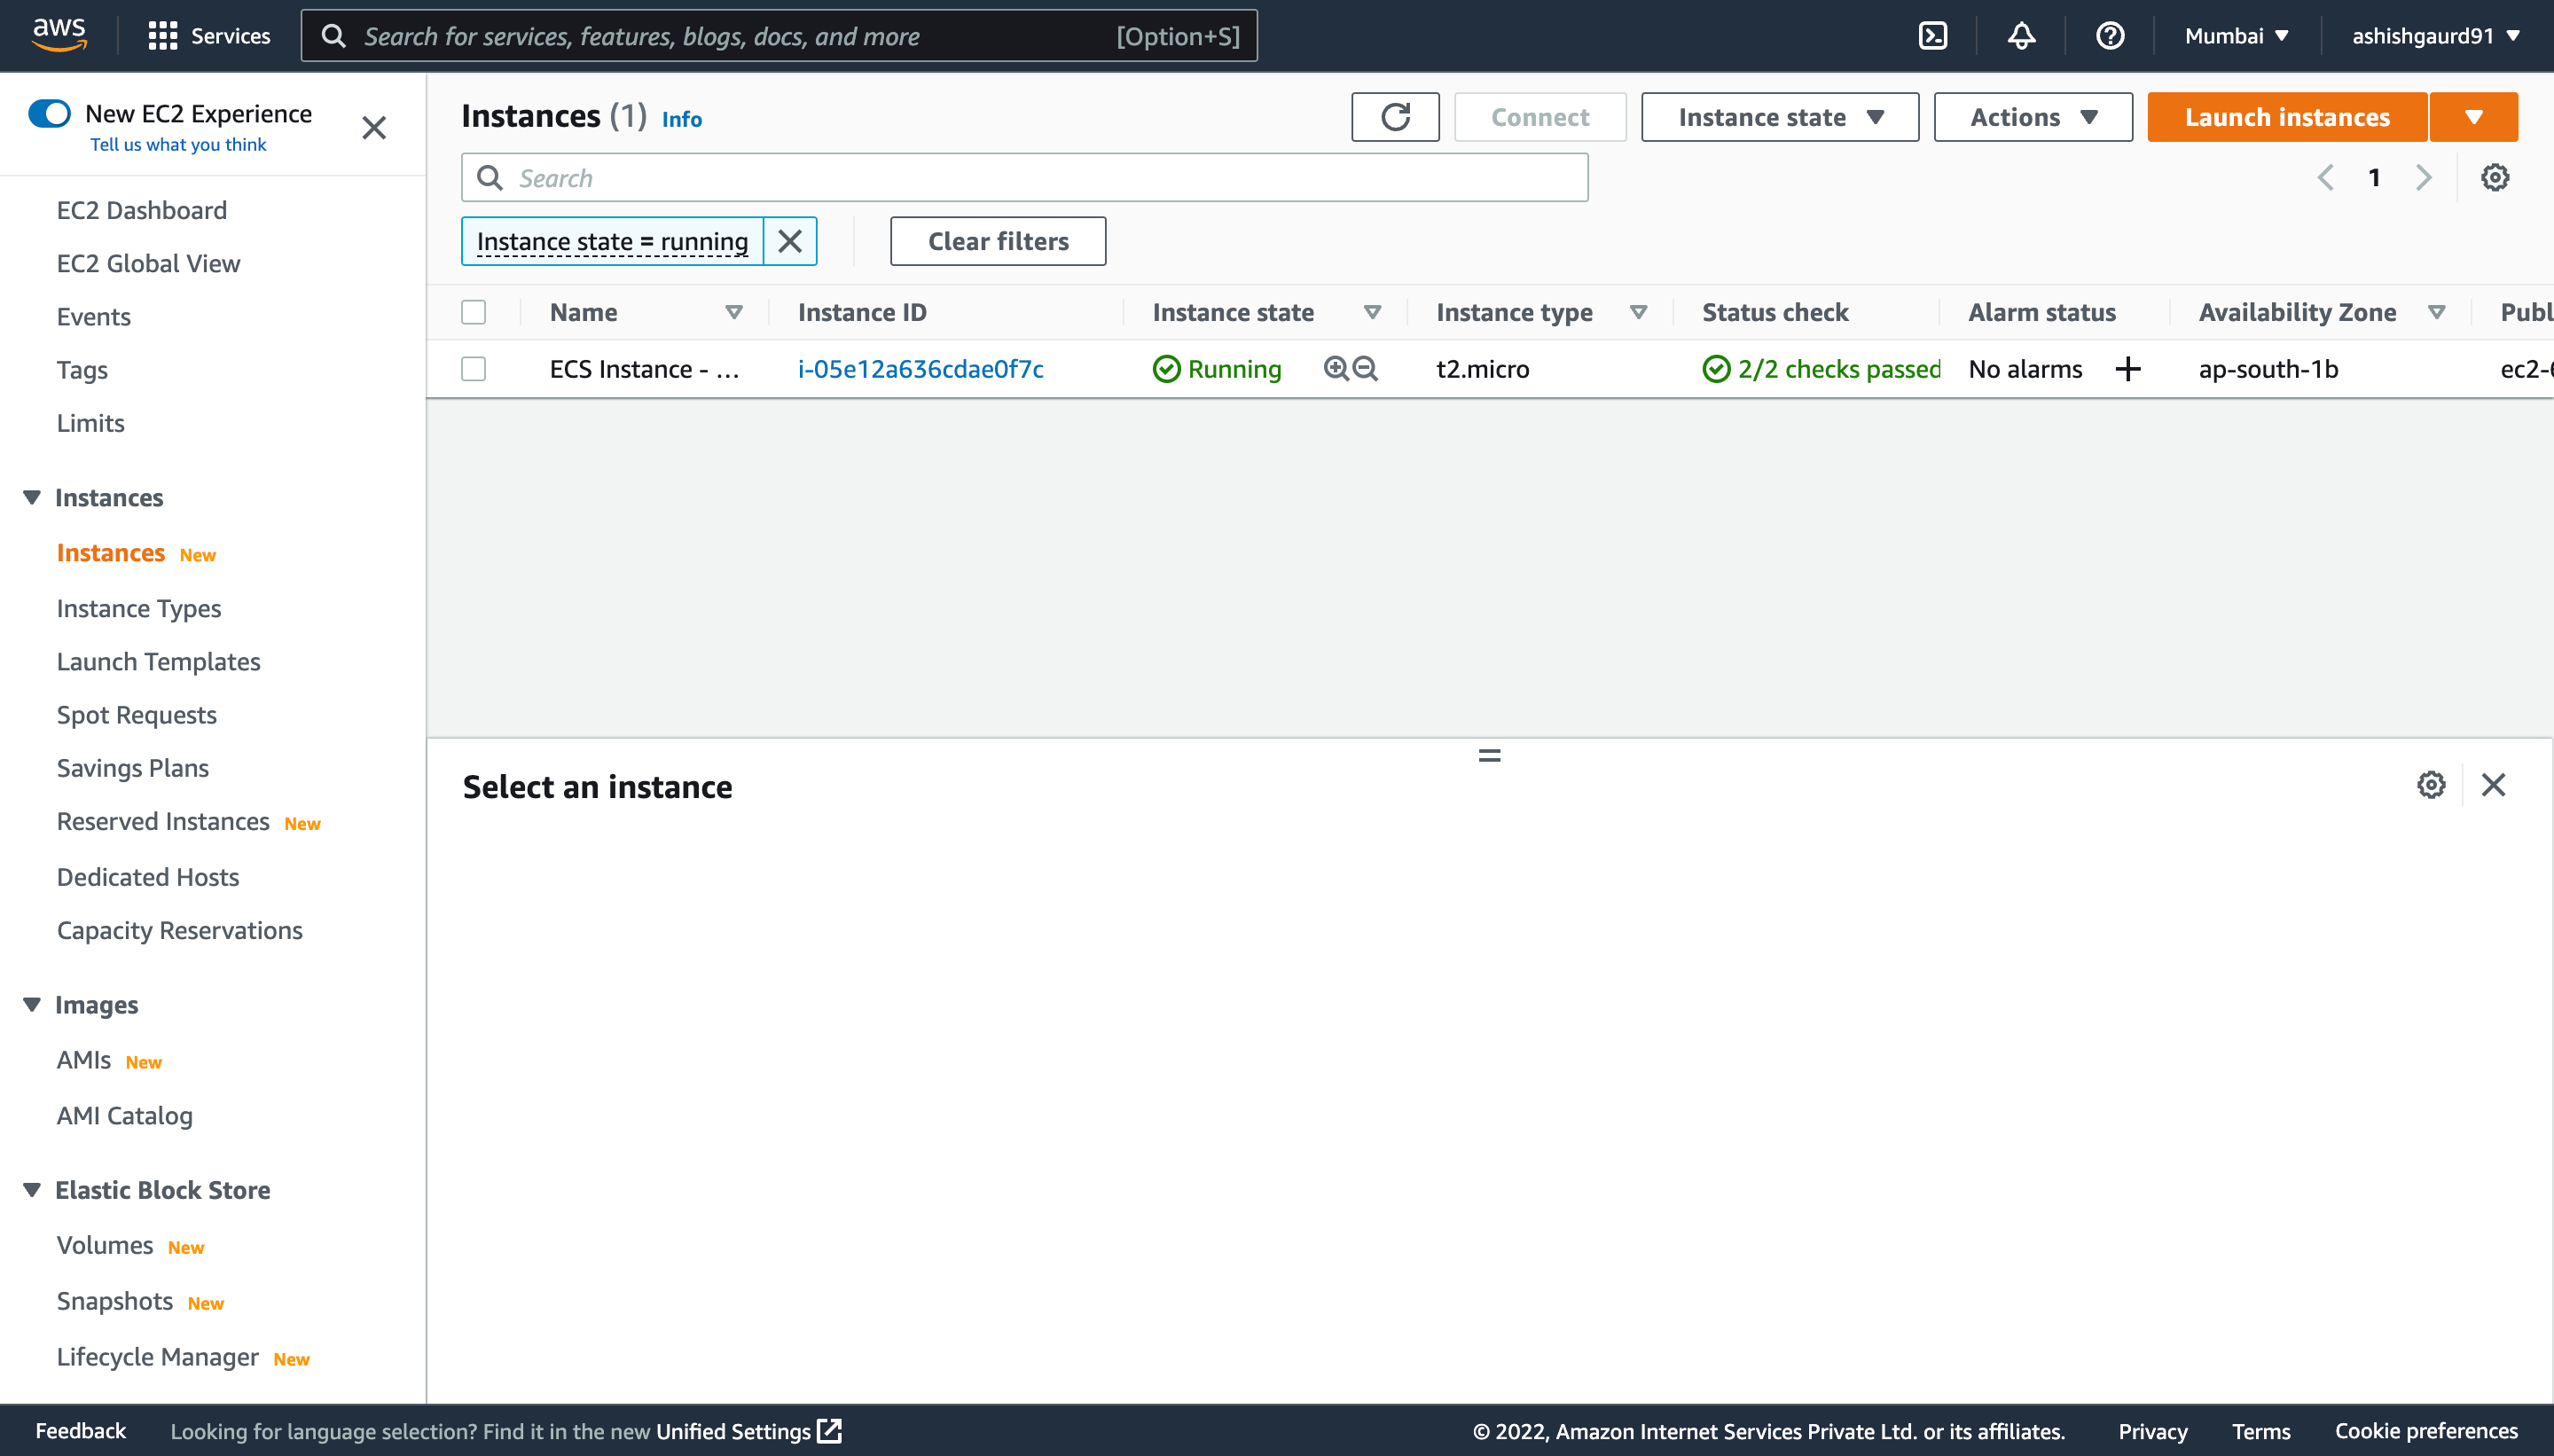 aws
Services
Search for services, features, blogs, docs, and more
[Option+S]
Mumbai
ashishgaurd91
New EC2 Experience
Tell us what you think
EC2 Dashboard
EC2 Global View
Events
Tags
Limits
Instances
Instances New
Instance Types
Launch Templates
Spot Requests
Savings Plans
Reserved Instances New
Dedicated Hosts
Capacity Reservations
Images
AMIs New
AMI Catalog
Elastic Block Store
Volumes New
Snapshots New
Lifecycle Manager New
Instances (1) Info
Connect
Instance state
Actions
Launch instances
Search
1
Instance state = running
Clear filters
Name Instance ID Instance state Instance type Status check Alarm status Availability Zone Publ
ECS Instance - ... i-05e12a636cdae0f7c Running t2.micro 2/2 checks passed No alarms + ap-south-1b ec2-6
Select an instance
Feedback
Looking for language selection? Find it in the new Unified Settings
© 2022, Amazon Internet Services Private Ltd. or its affiliates.
Privacy
Terms
Cookie preferences